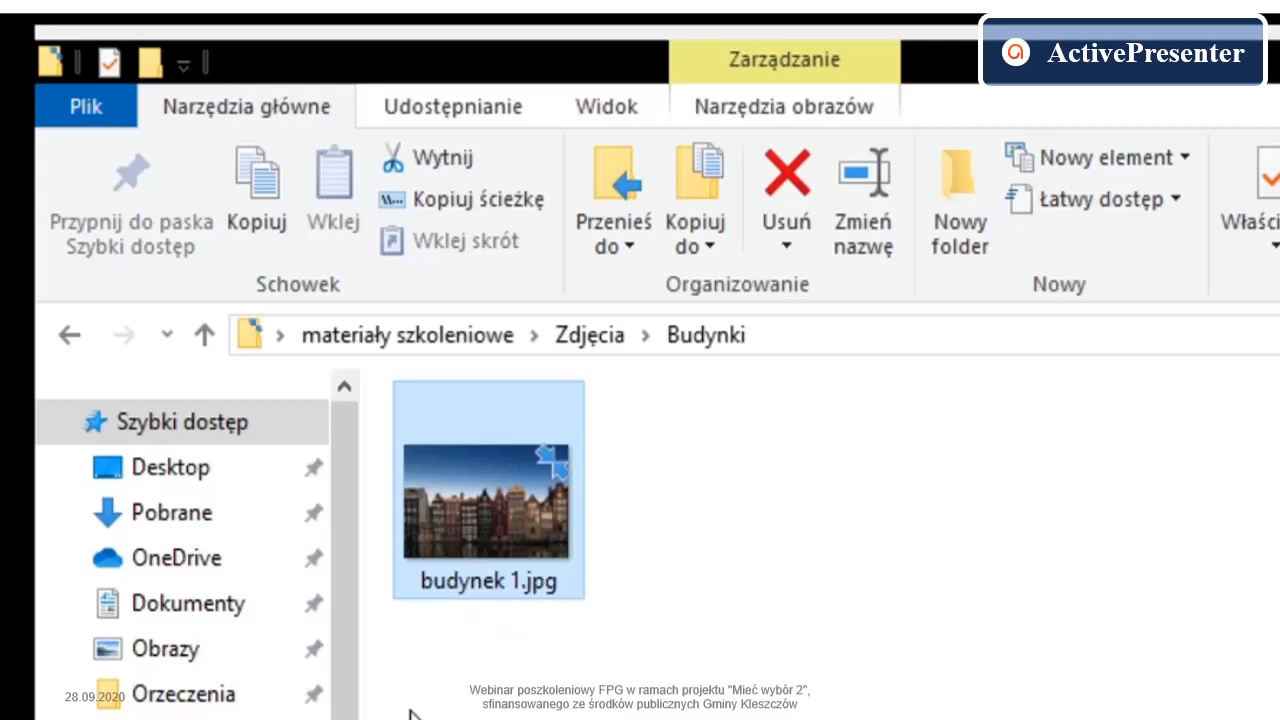 Zarządzanie
ActivePresenter
Plik
Narzędzia główne
Udostępnianie
Widok
Narzędzia obrazów
Przypnij do paska
Szybki dostęp
Kopiuj
Wklej
Wytnij
Kopiuj ścieżkę
Wklej skrót
Schowek
Przenieś
do
Kopiuj
do
Usuń
Zmień
nazwę
Organizowanie
Nowy
folder
Nowy element
Łatwy dostęp
Nowy
materiały szkoleniowe > Zdjęcia > Budynki
Szybki dostęp
Desktop
Pobrane
OneDrive
Dokumenty
Obrazy
Orzeczenia
budynek 1.jpg
28.09.2020
Webinar poszkoleniowy FPG w ramach projektu "Mieć wybór 2",
sfinansowanego ze środków publicznych Gminy Kleszczów